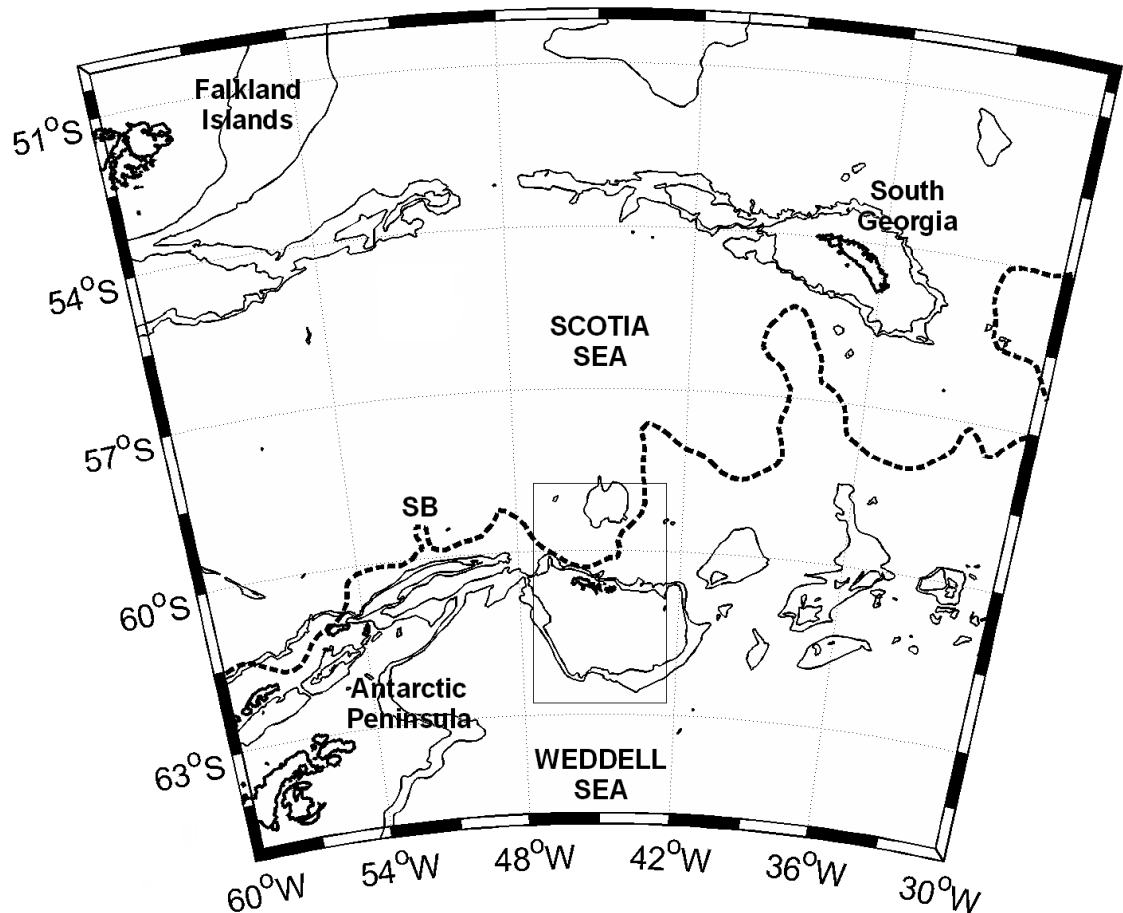 Falkland
Islands
51°S
South
Georgia
54°S
SCOTIA
SEA
57°S
SB
60°S
Antarctic
Peninsula
63°S
WEDDELL
SEA
60°W
54°W
48°W
42°W
36°W
30°W